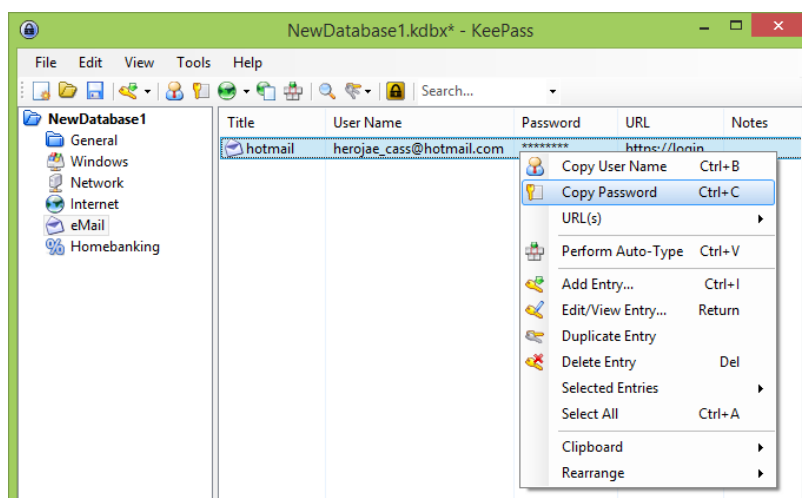 NewDatabase1.kdbx* - KeePass
File Edit View Tools Help
Search...
NewDatabase1
General
Windows
Network
Internet
eMail
Homebanking
Title User Name Password URL Notes
hotmail herojae_cass@hotmail.com ******** https://login
Copy User Name Ctrl+B
Copy Password Ctrl+C
URL(s)
Perform Auto-Type Ctrl+V
Add Entry... Ctrl+I
Edit/View Entry... Return
Duplicate Entry
Delete Entry Del
Selected Entries
Select All Ctrl+A
Clipboard
Rearrange